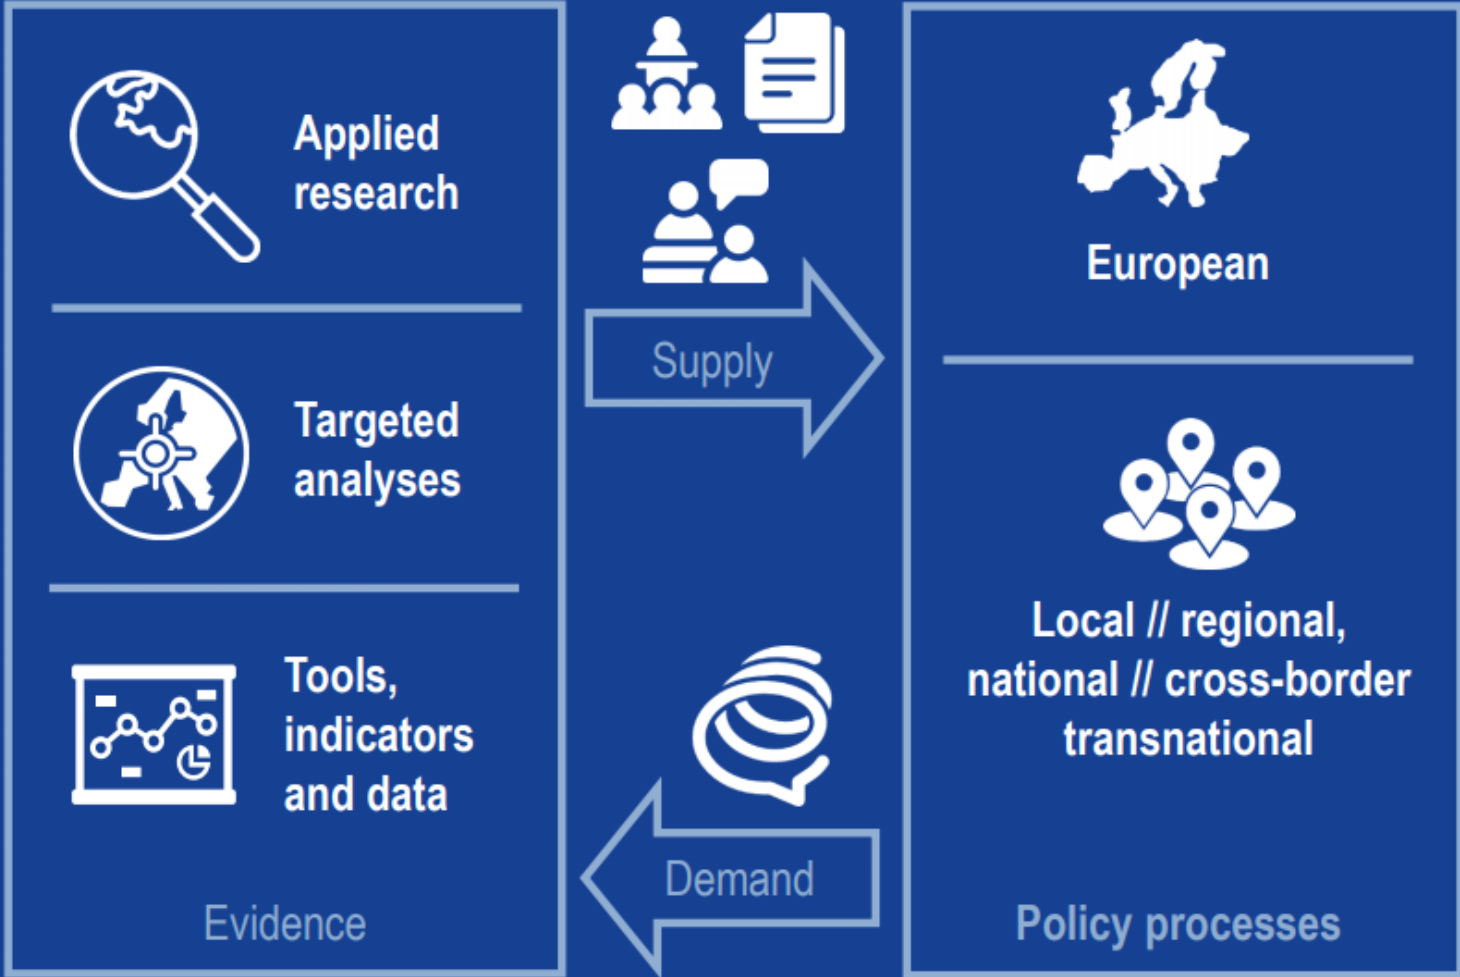 Applied
research
Targeted
analyses
Tools,
indicators
and data
Evidence
Supply
Demand
European
Local // regional,
national // cross-border
transnational
Policy processes